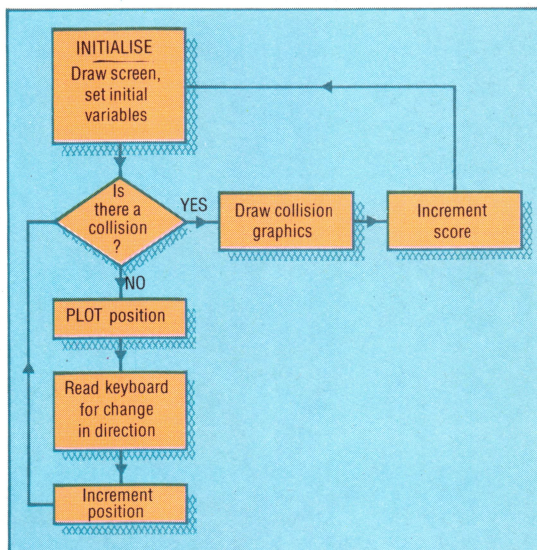 INITIALISE
Draw screen,
set initial
variables
Is
there a
collision
?
YES
Draw collision
graphics
Increment
score
NO
PLOT position
Read keyboard
for change
in direction
Increment
position